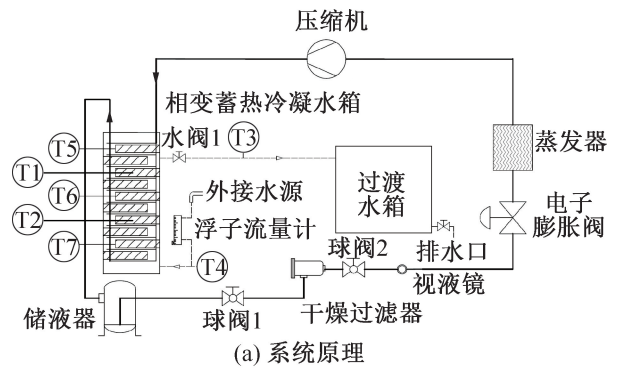 压缩机
相变蓄热冷凝水箱
水阀1
T3
T5
T1
T6
T2
T7
T4
外接水源
浮子流量计
过渡
水箱
蒸发器
电子
膨胀阀
排水口
球阀2
视液镜
干燥过滤器
球阀1
储液器
(a) 系统原理